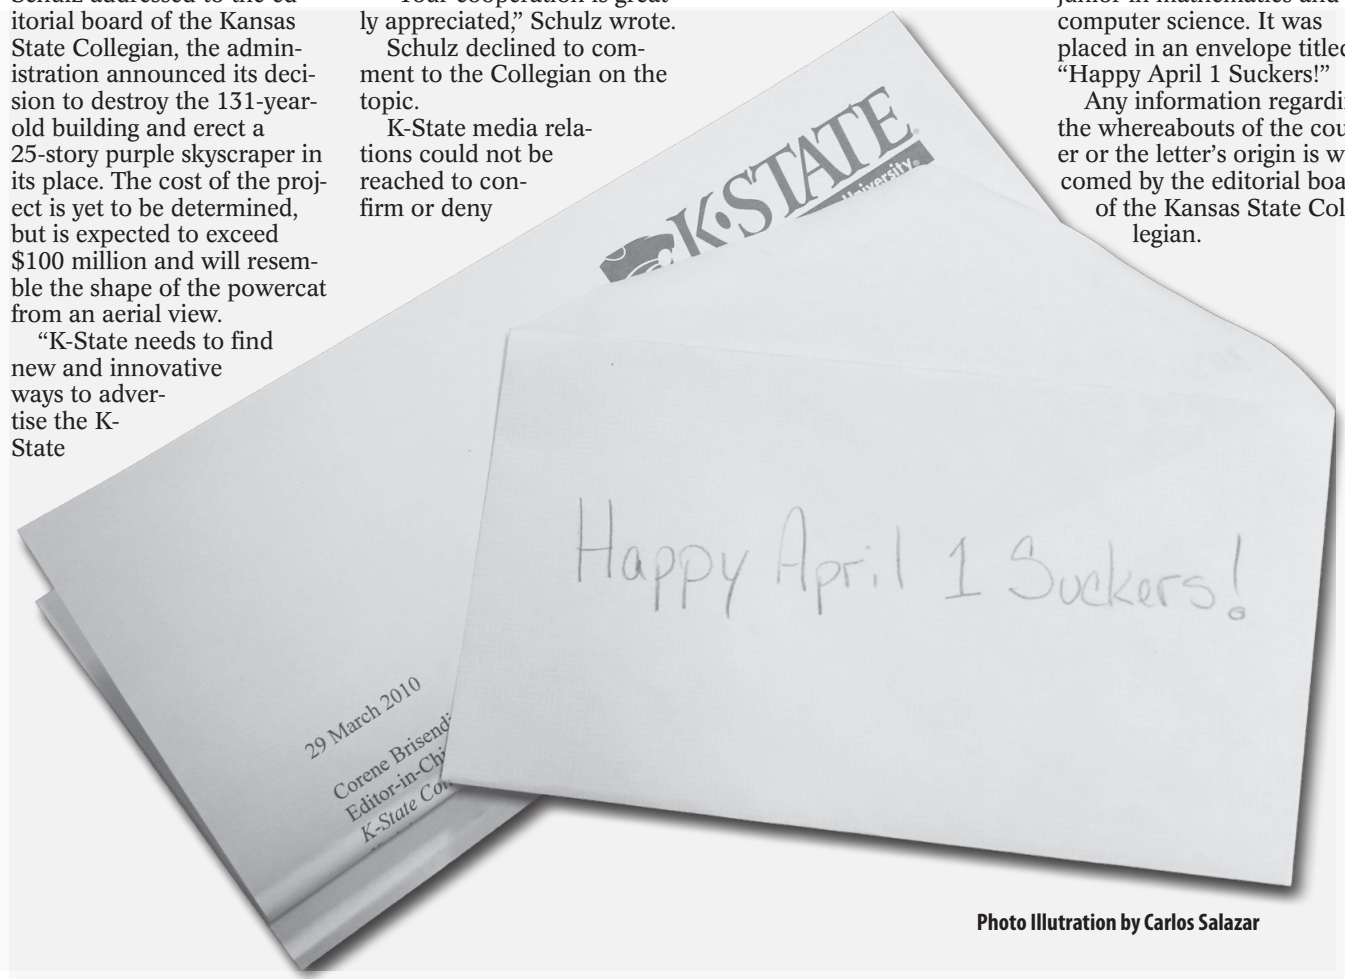 itorial board of the Kansas
State Collegian, the admin-
istration announced its deci-
sion to destroy the 131-year-
old building and erect a
25-story purple skyscraper in
its place. The cost of the proj-
ect is yet to be determined,
but is expected to exceed
$100 million and will resem-
ble the shape of the powercat
from an aerial view.
“K-State needs to find
new and innovative
ways to adver-
tise the K-
State
ly appreciated,” Schulz wrote.
Schulz declined to com-
ment to the Collegian on the
topic.
K-State media rela-
tions could not be
reached to con-
firm or deny
computer science. It was
placed in an envelope titled
“Happy April 1 Suckers!”
Any information
the whereabouts of the
er or the letter’s origin is
comed by the editorial
of the Kansas State Col-
legian.
K•STATE
University
Happy April 1 Suckers!
29 March 2010
Corene
Editor-in-
K-State
Photo Illutration by Carlos Salazar